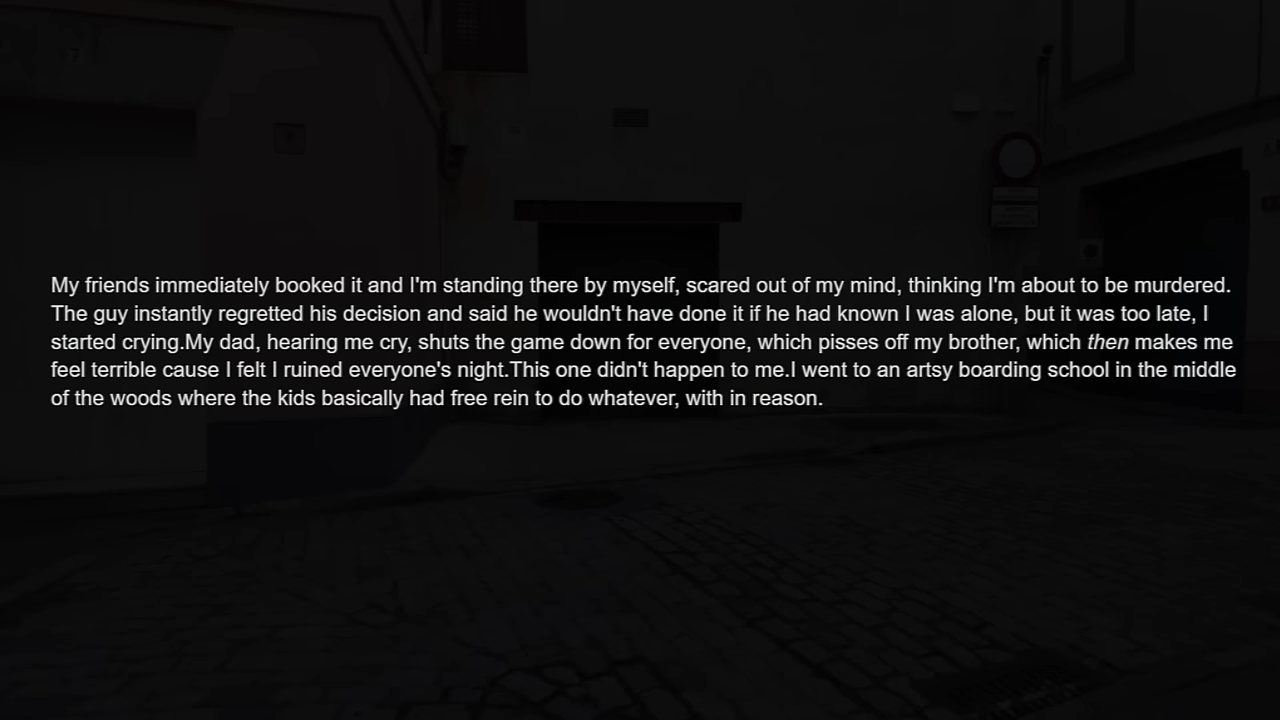 My friends immediately booked it and I'm standing there by myself, scared out of my mind, thinking I'm about to be murdered.
The guy instantly regretted his decision and said he wouldn't have done it if he had known I was alone, but it was too late, I
started crying.My dad, hearing me cry, shuts the game down for everyone, which pisses off my brother, which then makes me
feel terrible cause I felt I ruined everyone's night.This one didn't happen to me.I went to an artsy boarding school in the middle
of the woods where the kids basically had free rein to do whatever, with in reason.